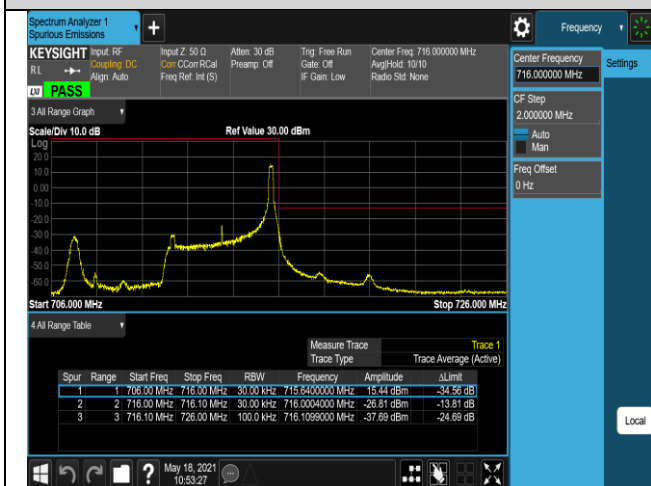 Spectrum Analyzer 1
Spurious Emissions
Frequency
KEYSIGHT
Input: RF
Coupling: DC
Align: Auto
Input Z: 50 Ω
Corr CCorr RCal
Freq Ref: Int (S)
Atten: 30 dB
Preamp: Off
Trig: Free Run
Gate: Off
IF Gain: Low
Center Freq: 716.000000 MHz
Avg|Hold: 10/10
Radio Std: None
RL
LXI PASS
Center Frequency
716.000000 MHz
Settings
CF Step
2.000000 MHz
Auto
Man
Freq Offset
0 Hz
3 All Range Graph
Scale/Div 10.0 dB Ref Value 30.00 dBm
Log
20.0
10.0
0.00
-10.0
-20.0
-30.0
-40.0
-50.0
-60.0
Start 706.000 MHz Stop 726.000 MHz
4 All Range Table
Measure Trace Trace 1
Trace Type Trace Average (Active)
Spur Range Start Freq Stop Freq RBW Frequency Amplitude ΔLimit
1 1 706.00 MHz 716.00 MHz 30.00 kHz 715.6400000 MHz 15.44 dBm -34.56 dB
2 2 716.00 MHz 716.10 MHz 30.00 kHz 716.0004000 MHz -26.81 dBm -13.81 dB
3 3 716.10 MHz 726.00 MHz 100.0 kHz 716.1099000 MHz -37.69 dBm -24.69 dB
Local
? May 18, 2021
10:53:27